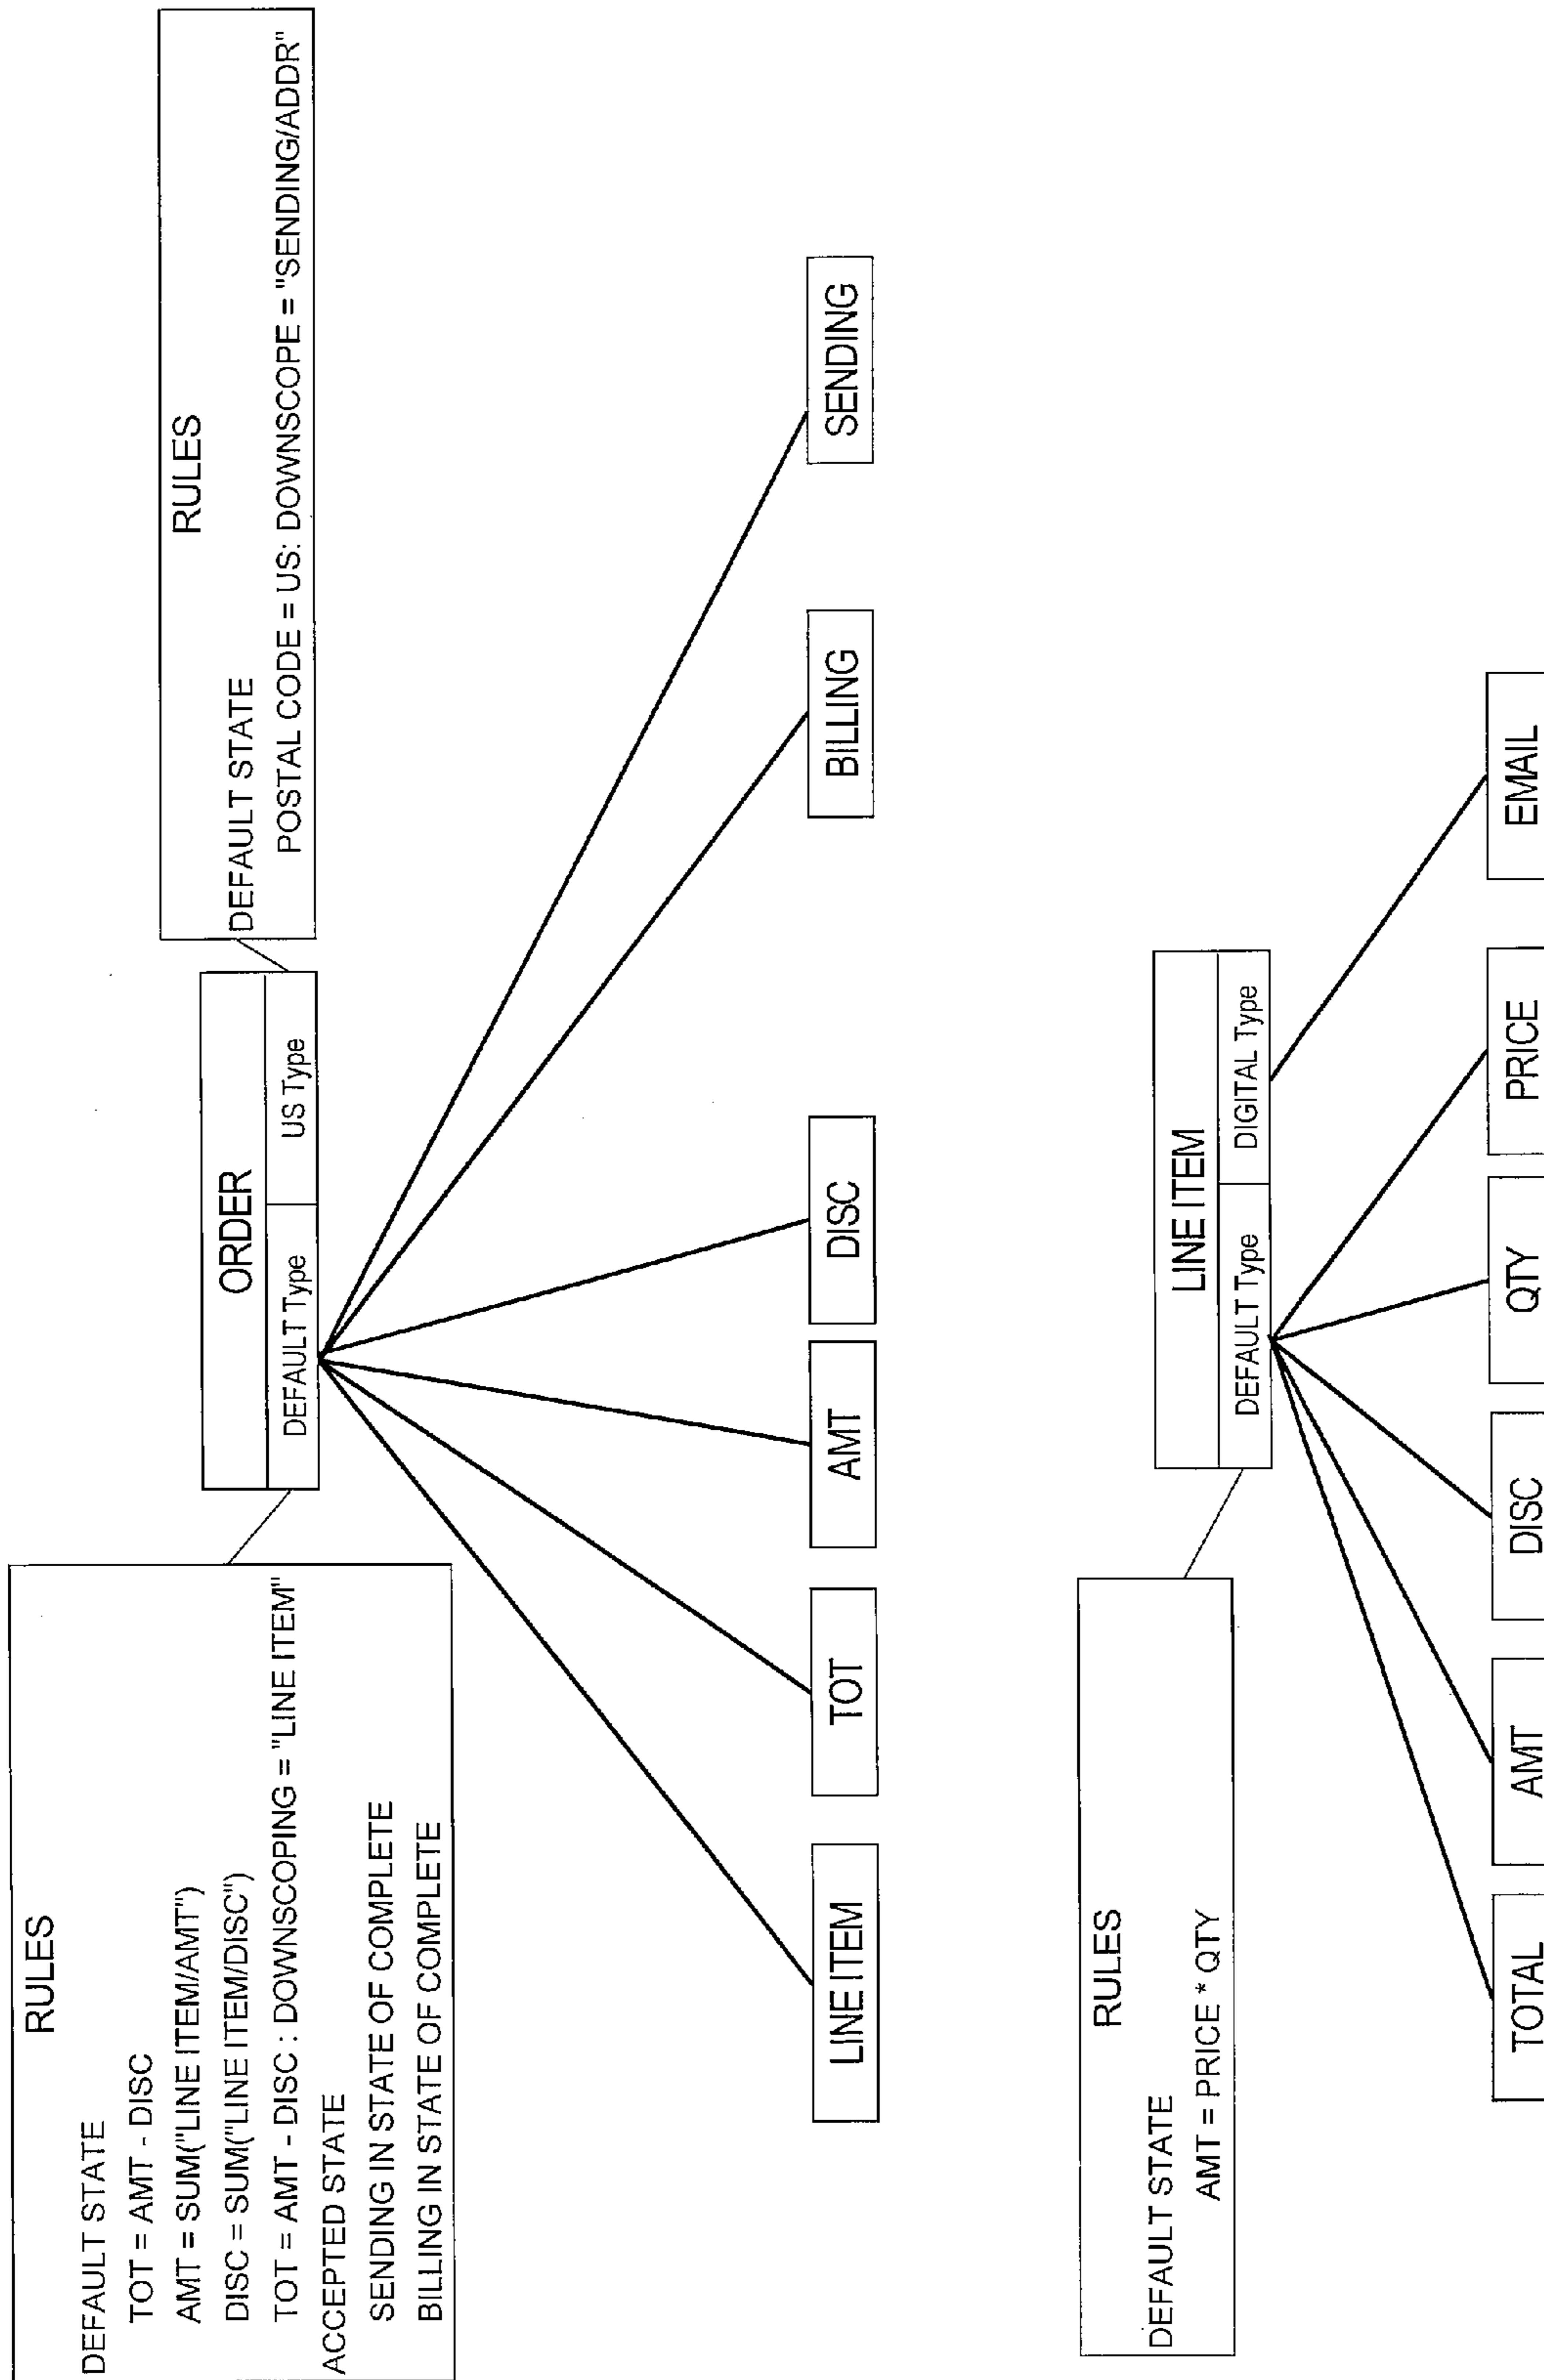 RULES
DEFAULT STATE
TOT = AMT - DISC
AMT = SUM("LINE ITEM/AMT")
DISC = SUM("LINE ITEM/DISC")
TOT = AMT - DISC : DOWNSCOPING = "LINE ITEM"
ACCEPTED STATE
SENDING IN STATE OF COMPLETE
BILLING IN STATE OF COMPLETE
ORDER
DEFAULT Type
US Type
RULES
DEFAULT STATE
POSTAL CODE = US: DOWNSCOPE = "SENDING/ADDR"
LINE ITEM
TOT
AMT
DISC
BILLING
SENDING
RULES
DEFAULT STATE
AMT = PRICE * QTY
LINE ITEM
DEFAULT Type
DIGITAL Type
TOTAL
AMT
DISC
QTY
PRICE
EMAIL